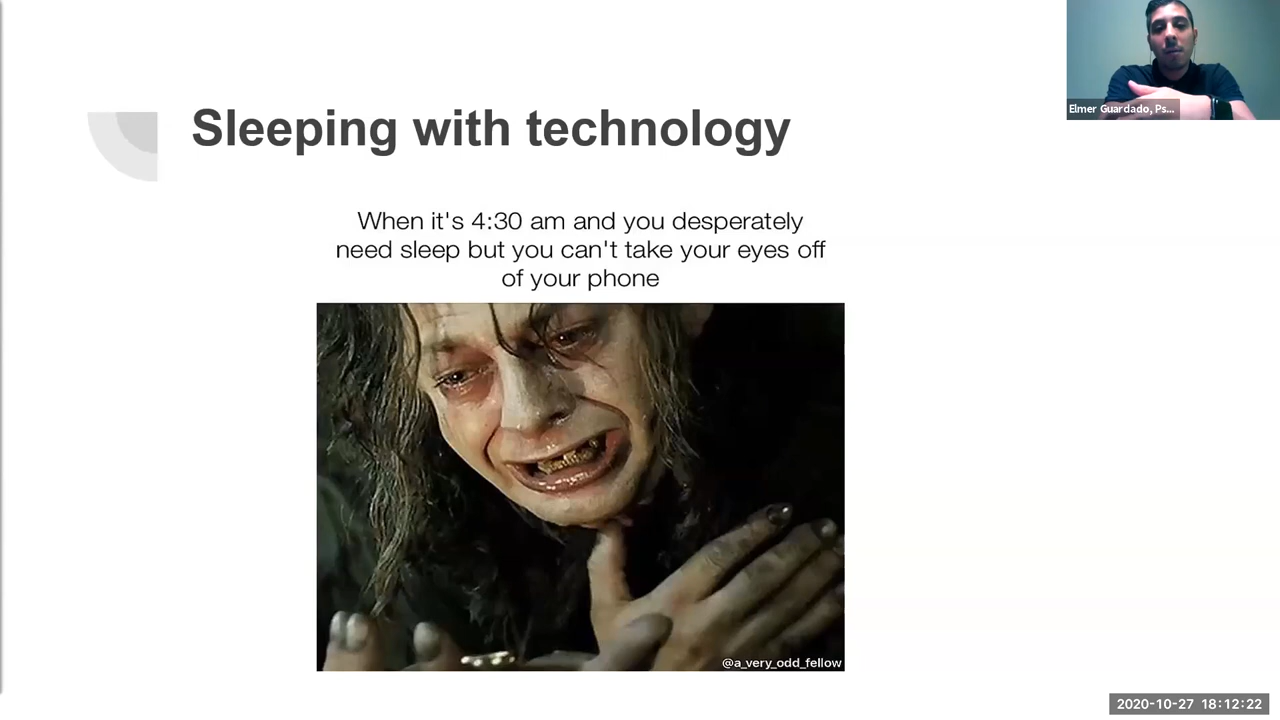 Elmer Guardado, Ps...
Sleeping with technology
When it's 4:30 am and you desperately
need sleep but you can't take your eyes off
of your phone
@a_very_odd_fellow
2020-10-27 18:12:22